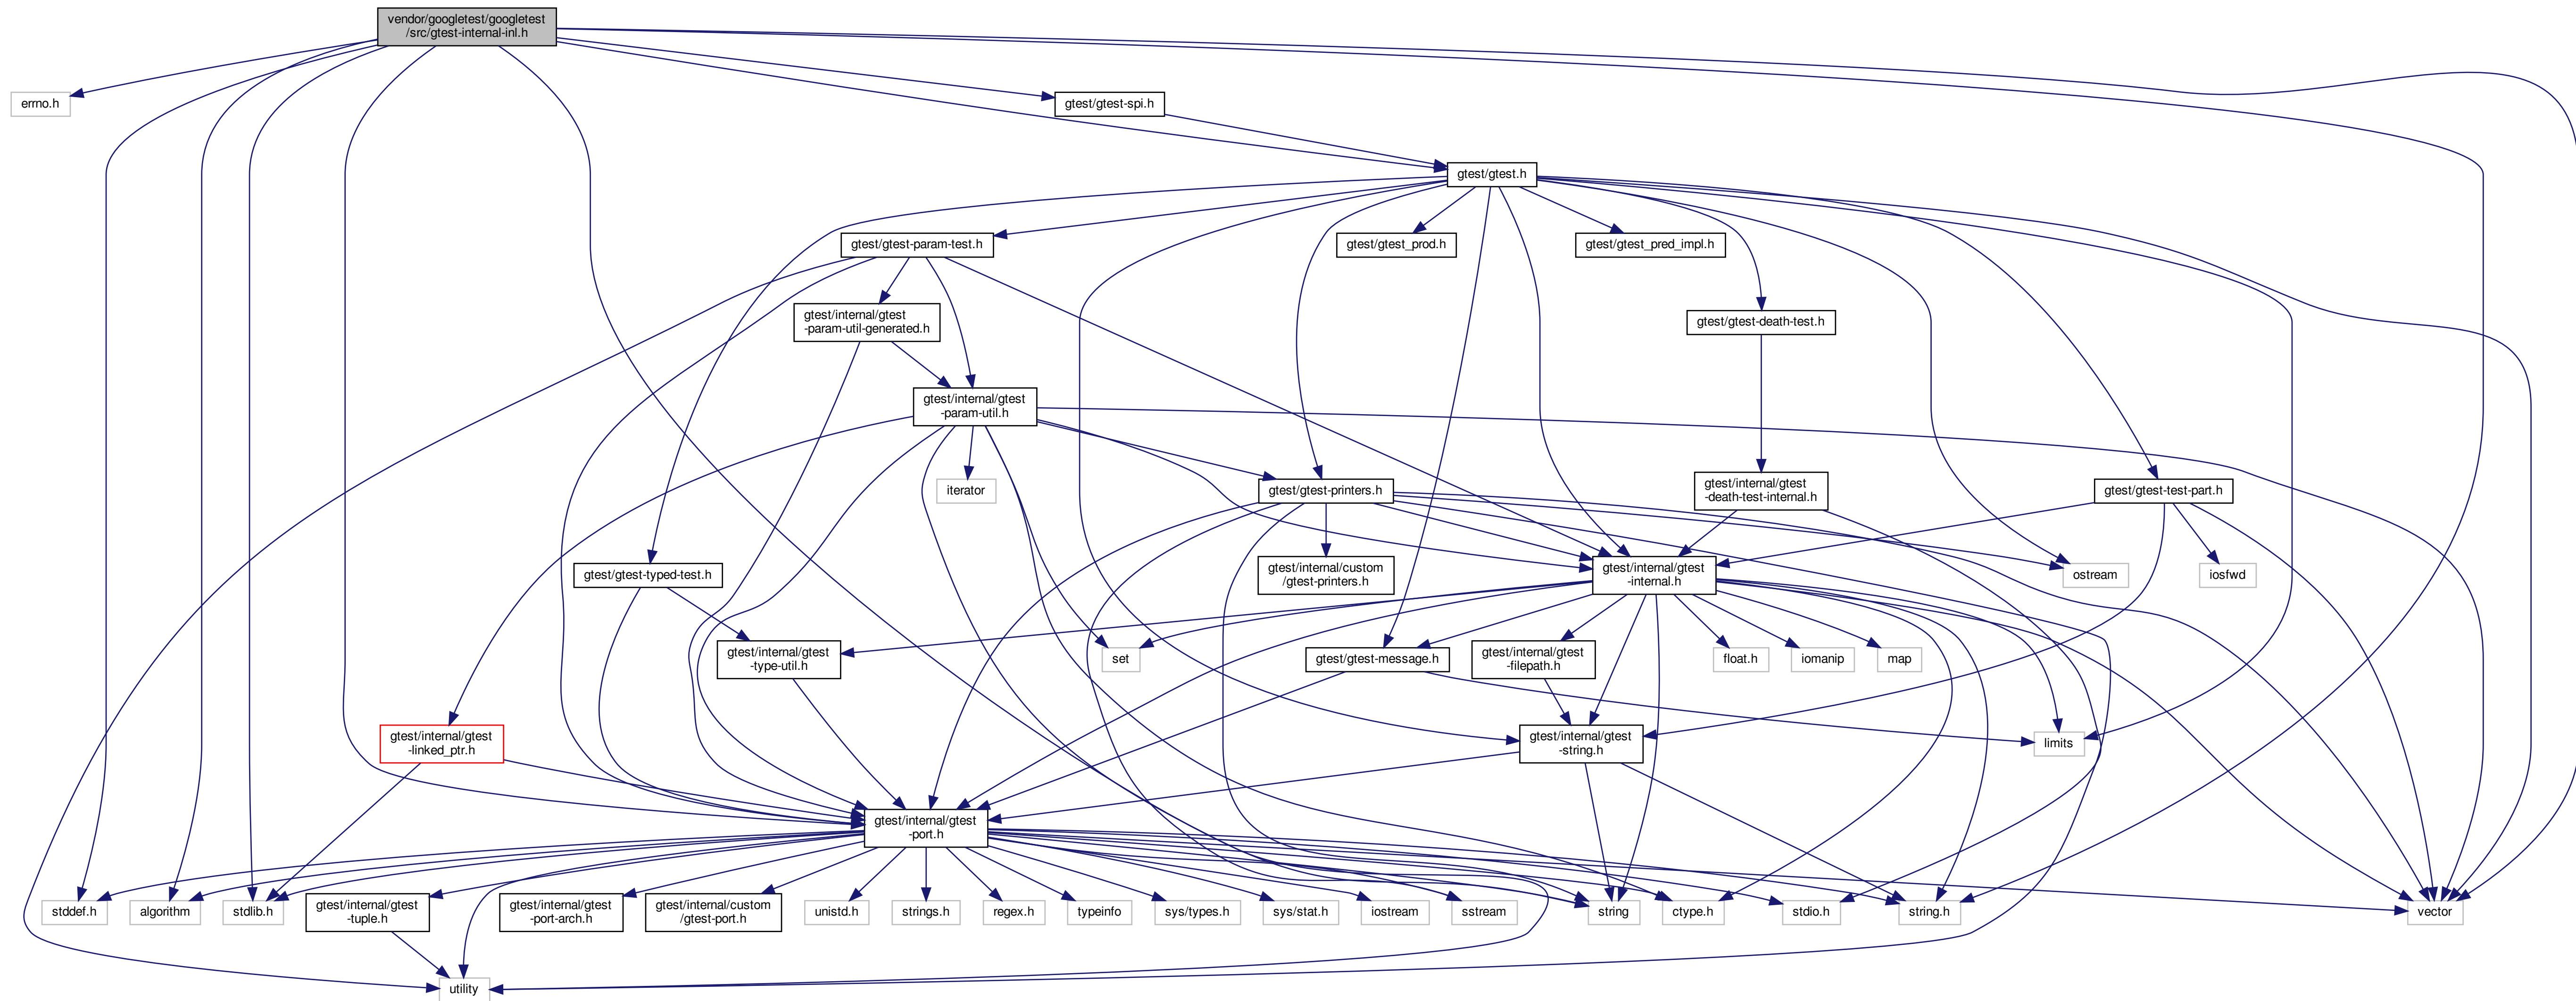 vendor/googletest/googletest
/src/gtest-internal-inl.h
errno.h
gtest/gtest-spi.h
gtest/gtest.h
gtest/gtest-param-test.h
gtest/gtest_prod.h
gtest/gtest_pred_impl.h
gtest/internal/gtest
-param-util-generated.h
gtest/gtest-death-test.h
gtest/internal/gtest
-param-util.h
iterator
gtest/gtest-printers.h
gtest/internal/gtest
-death-test-internal.h
gtest/gtest-test-part.h
gtest/gtest-typed-test.h
gtest/internal/custom
/gtest-printers.h
gtest/internal/gtest
-internal.h
ostream
iosfwd
gtest/internal/gtest
-type-util.h
set
gtest/gtest-message.h
gtest/internal/gtest
-filepath.h
float.h
iomanip
map
gtest/internal/gtest
-linked_ptr.h
gtest/internal/gtest
-string.h
limits
gtest/internal/gtest
-port.h
stddef.h
algorithm
stdlib.h
gtest/internal/gtest
-tuple.h
gtest/internal/gtest
-port-arch.h
gtest/internal/custom
/gtest-port.h
unistd.h
strings.h
regex.h
typeinfo
sys/types.h
sys/stat.h
iostream
sstream
string
ctype.h
stdio.h
string.h
vector
utility